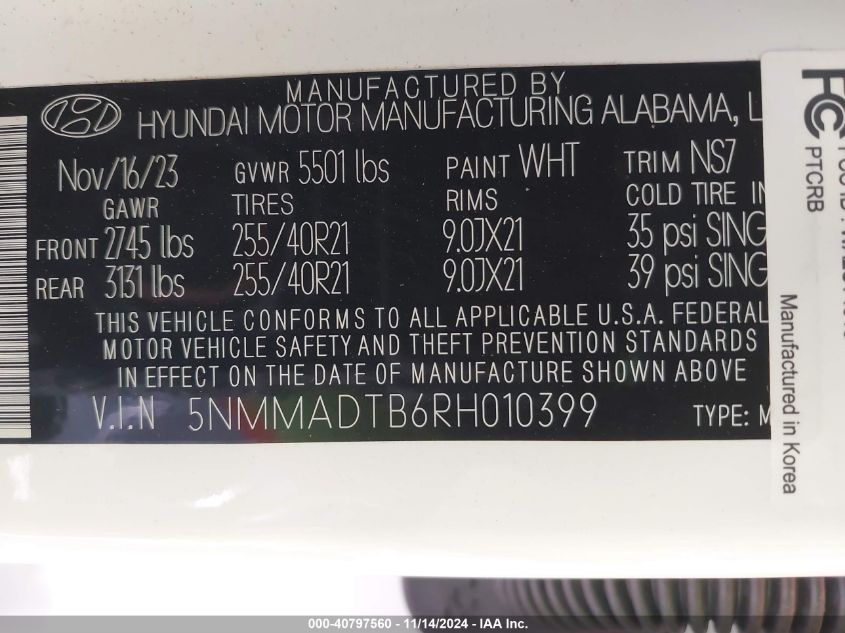 MANUFACTURED BY
HYUNDAI MOTOR MANUFACTURING ALABAMA, L
Nov/16/23 GVWR 5501 lbs PAINT WHT TRIM NS7
GAWR TIRES RIMS COLD TIRE IN
FRONT 2745 lbs 255/40R21 9.0JX21 35 psi SING
REAR 3131 lbs 255/40R21 9.0JX21 39 psi SING
THIS VEHICLE CONFORMS TO ALL APPLICABLE U.S.A. FEDERAL
MOTOR VEHICLE SAFETY AND THEFT PREVENTION STANDARDS
IN EFFECT ON THE DATE OF MANUFACTURE SHOWN ABOVE
V.I.N 5NMMADTB6RH010399 TYPE: M
FC
PTCRB
Manufactured in Korea
000-40797560 - 11/14/2024 - IAA Inc.